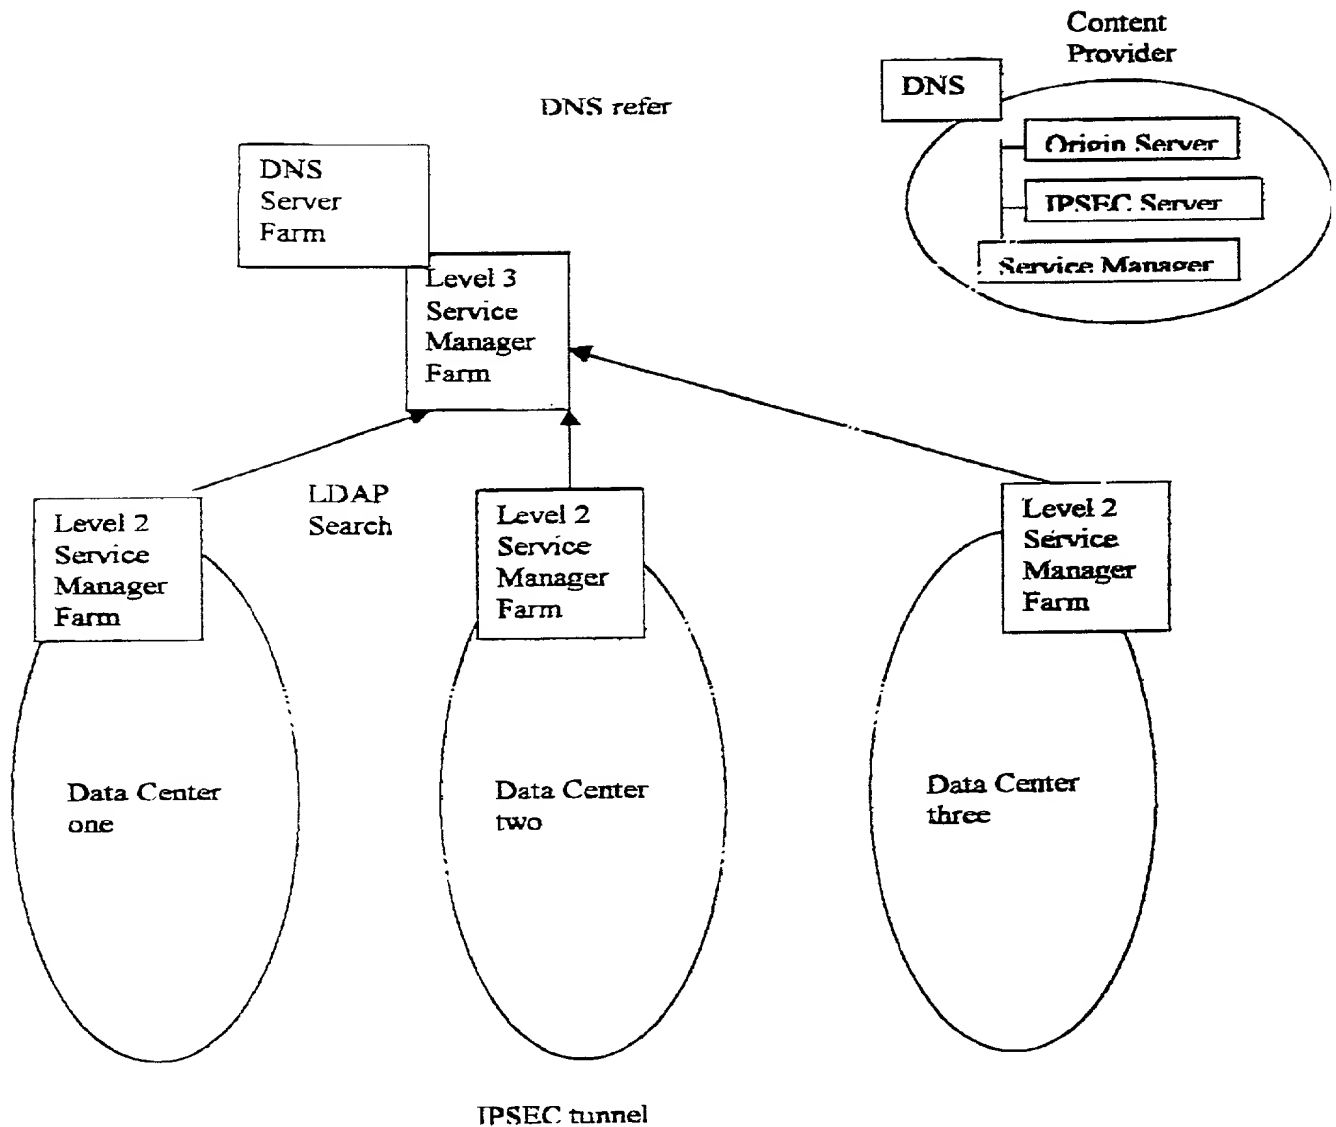 Content
Provider
DNS
DNS refer
Origin Server
IPSEC Server
Service Manager
DNS
Server
Farm
Level 3
Service
Manager
Farm
LDAP
Search
Level 2
Service
Manager
Farm
Level 2
Service
Manager
Farm
Level 2
Service
Manager
Farm
Data Center
one
Data Center
two
Data Center
three
IPSEC tunnel